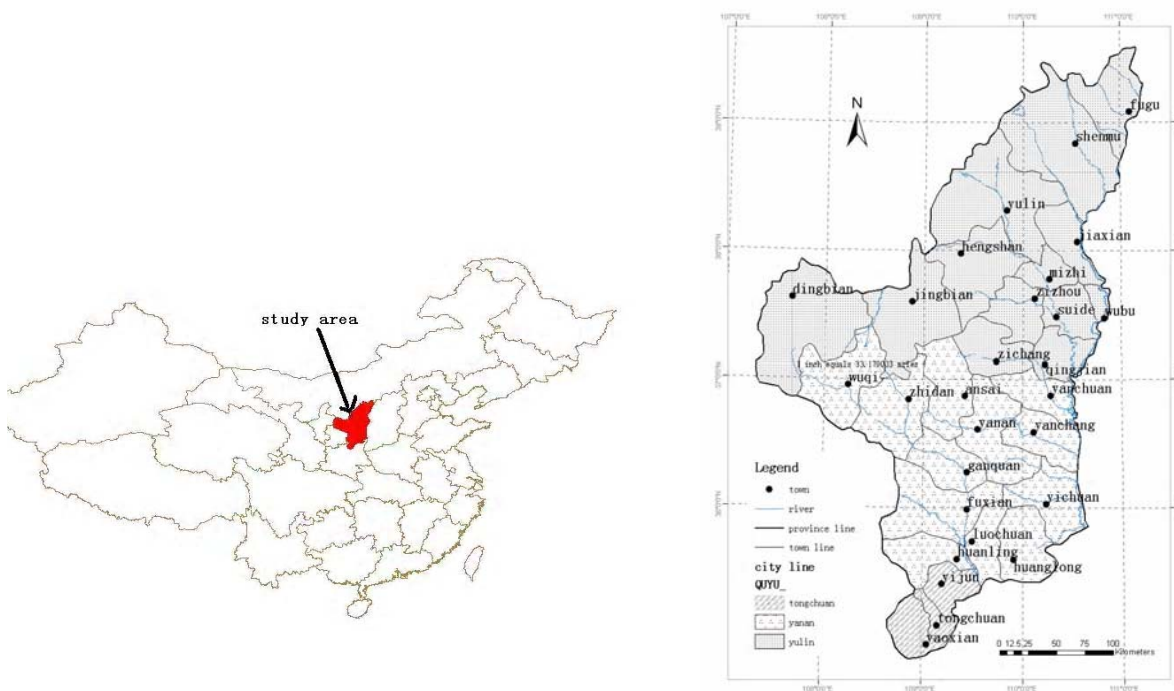 study area
N
fugu
shenmu
yulin
jiaxian
hengshan
mizhi
dingbian
jingbian
zizhou
suide
wubu
zichang
qingjian
wuqi
zhidan
ansai
yanchuan
yanan
yanchang
ganquan
fuxian
yichuan
luochuan
huanling
huanglong
yijun
tongchuan
yaoxian
Legend
town
river
province line
town line
city line
QUYU_
tongchuan
yanan
yulin
0 12.5 25 50 75 100